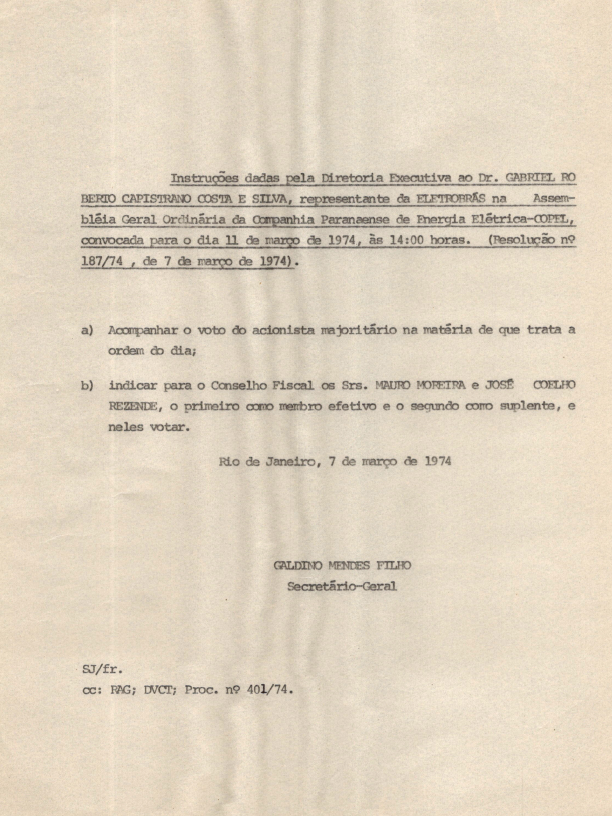 Instruções dadas pela Diretoria Executiva ao Dr. GABRIEL RO
BERTO CAPISTRANO COSTA E SILVA, representante da ELETROBRÁS na Assem-
bléia Geral Ordinária da Companhia Paranaense de Energia Elétrica-COPEL,
convocada para o dia 11 de março de 1974, às 14:00 horas. (Resolução nº
187/74 , de 7 de março de 1974).
a) Acompanhar o voto do acionista majoritário na matéria de que trata a
ordem do dia;
b) indicar para o Conselho Fiscal os Srs. MAURO MOREIRA e JOSÉ COELHO
REZENDE, o primeiro como membro efetivo e o segundo como suplente, e
neles votar.
Rio de Janeiro, 7 de março de 1974
GALDINO MENDES FILHO
Secretário-Geral
SJ/fr.
cc: RAG; DVCT; Proc. nº 401/74.